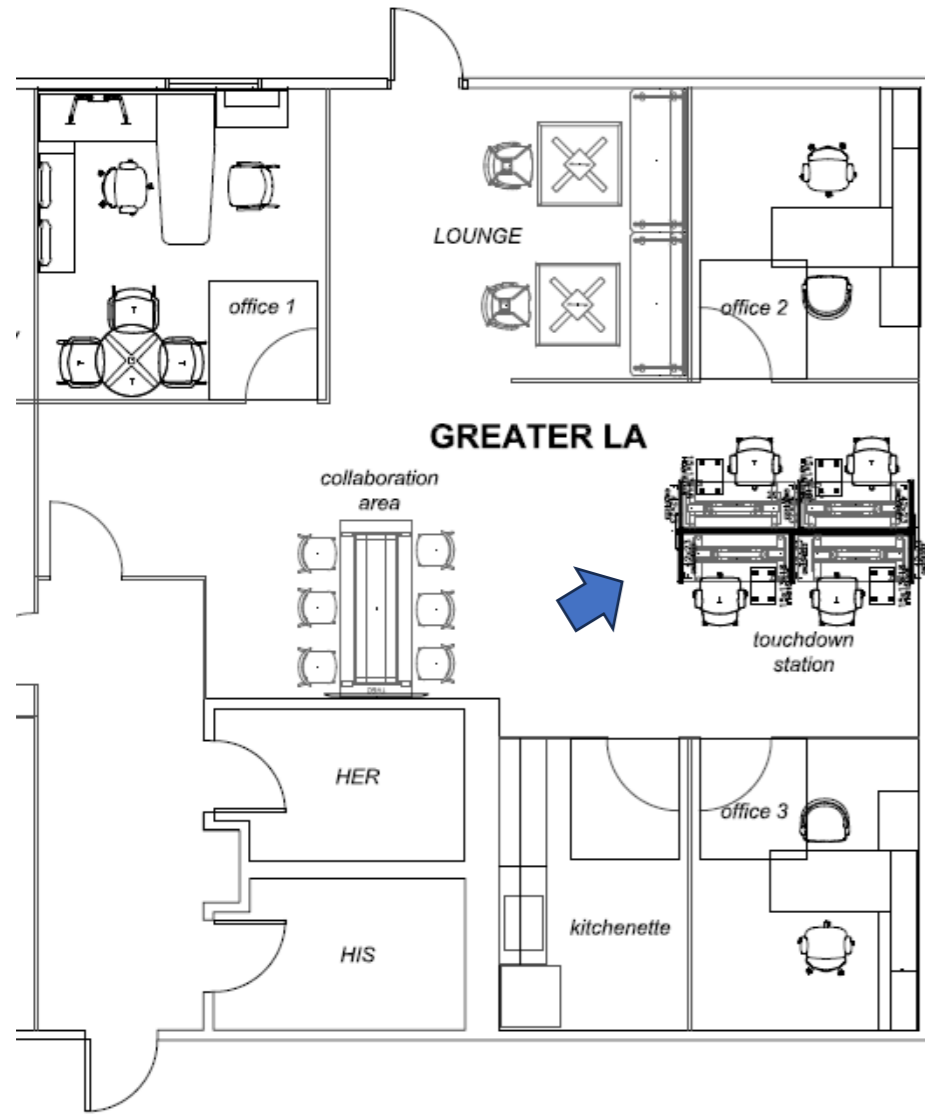 office 1
LOUNGE
office 2
GREATER LA
collaboration
area
touchdown
station
HER
office 3
HIS
kitchenette